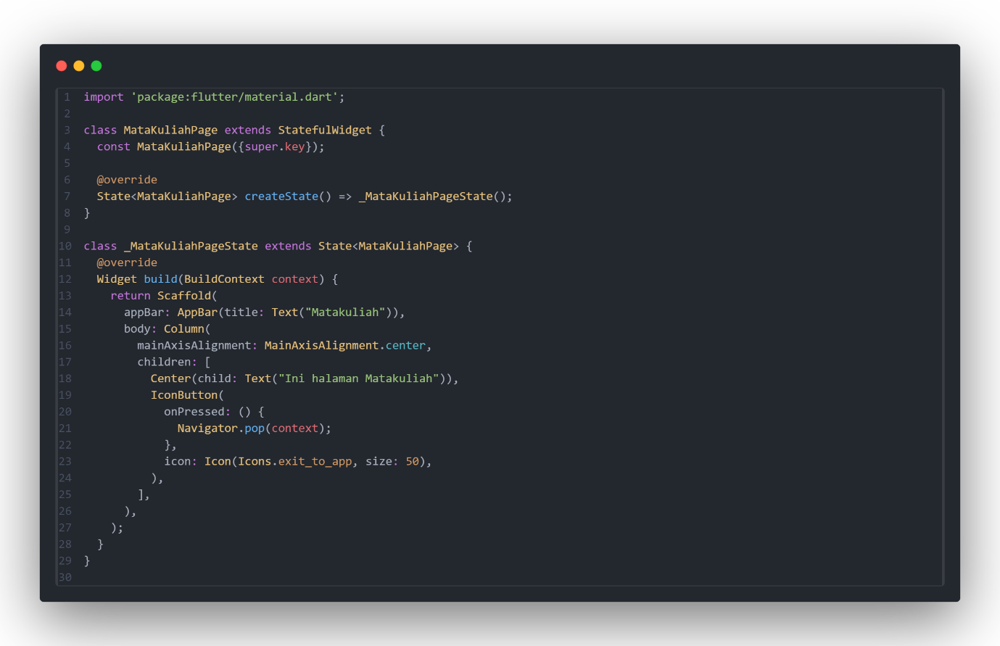 1 import 'package:flutter/material.dart';
2
3 class MataKuliahPage extends StatefulWidget {
4   const MataKuliahPage({super.key});
5
6   @override
7   State<MataKuliahPage> createState() => _MataKuliahPageState();
8 }
9
10 class _MataKuliahPageState extends State<MataKuliahPage> {
11   @override
12   Widget build(BuildContext context) {
13     return Scaffold(
14       appBar: AppBar(title: Text("Matakuliah")),
15       body: Column(
16         mainAxisAlignment: MainAxisAlignment.center,
17         children: [
18           Center(child: Text("Ini halaman Matakuliah")),
19           IconButton(
20             onPressed: () {
21               Navigator.pop(context);
22             },
23             icon: Icon(Icons.exit_to_app, size: 50),
24           ),
25         ],
26       ),
27     );
28   }
29 }
30